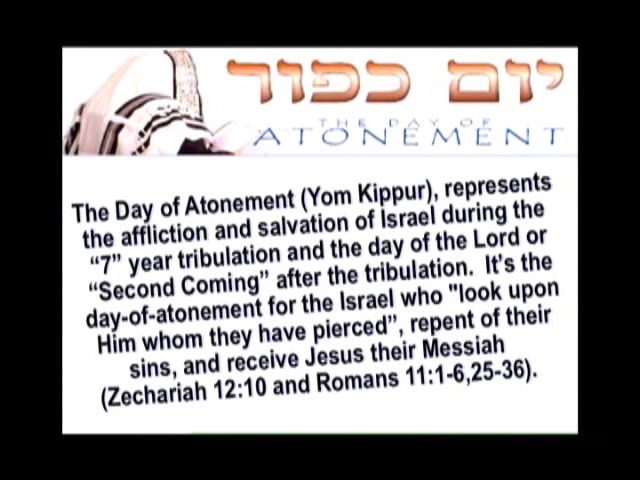 יום כפור
THE DAY OF
ATONEMENT
The Day of Atonement (Yom Kippur), represents
the affliction and salvation of Israel during the
“7” year tribulation and the day of the Lord or
“Second Coming” after the tribulation. It’s the
day-of-atonement for the Israel who "look upon
Him whom they have pierced”, repent of their
sins, and receive Jesus their Messiah
(Zechariah 12:10 and Romans 11:1-6,25-36).